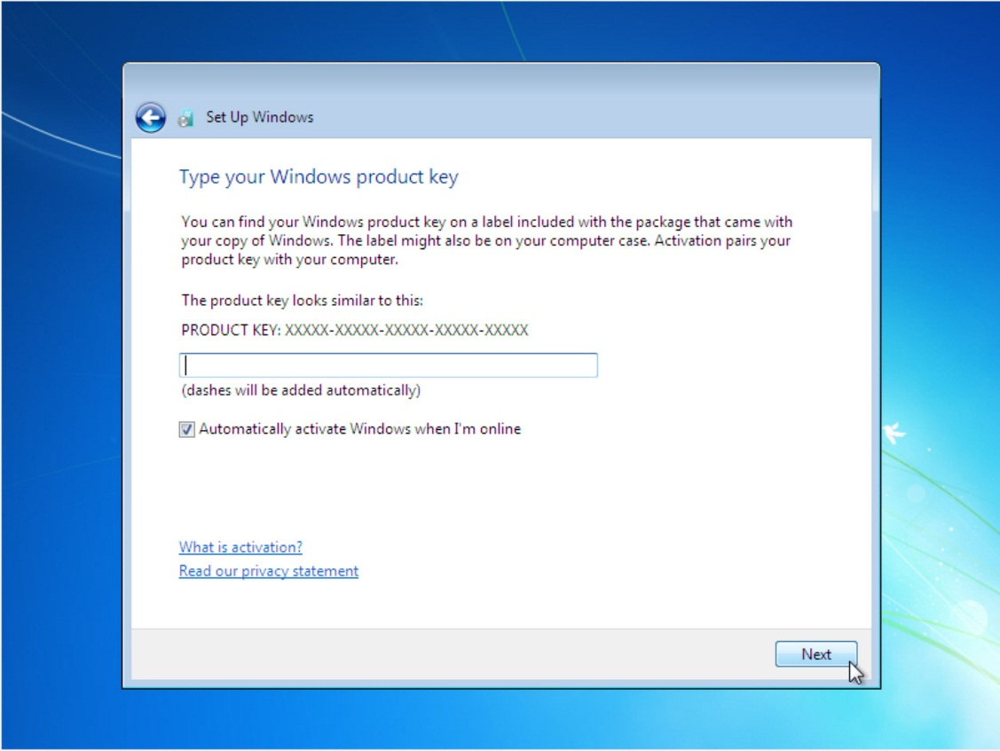 Set Up Windows
Type your Windows product key
You can find your Windows product key on a label included with the package that came with
your copy of Windows. The label might also be on your computer case. Activation pairs your
product key with your computer.
The product key looks similar to this:
PRODUCT KEY: XXXXX-XXXXX-XXXXX-XXXXX-XXXXX
(dashes will be added automatically)
Automatically activate Windows when I'm online
What is activation?
Read our privacy statement
Next